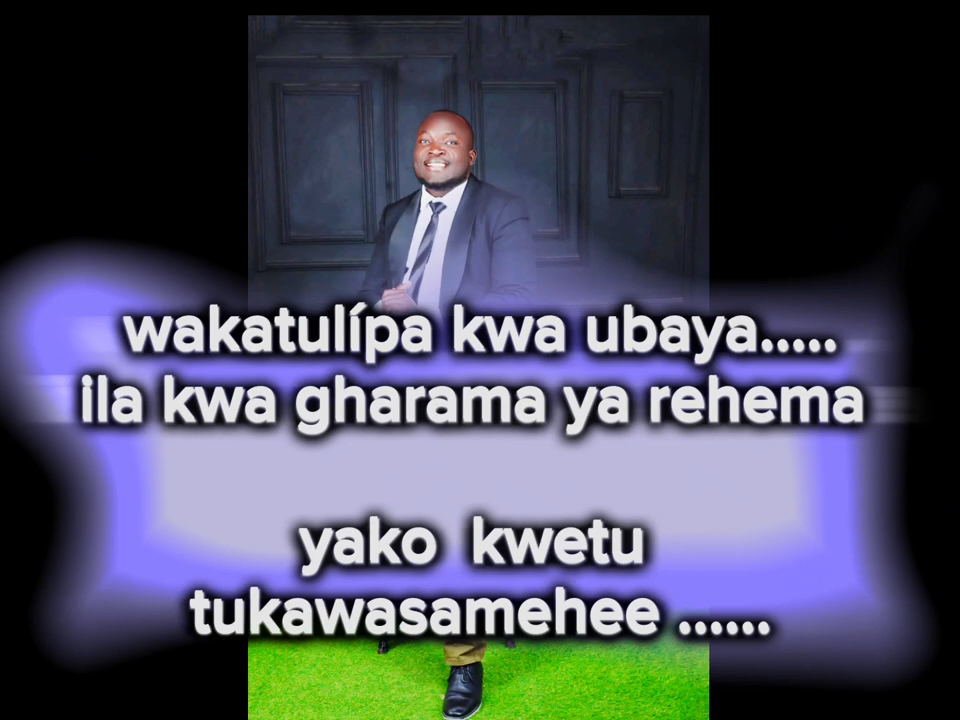 wakatulípa kwa ubaya.....
ila kwa gharama ya rehema
yako kwetu
tukawasamehee ......